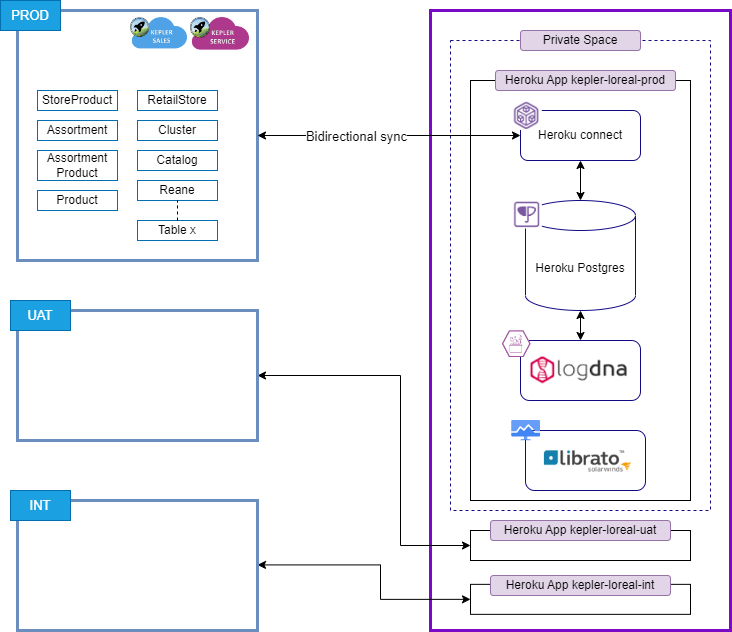 PROD
KEPLER
SALES
KEPLER
SERVICE
StoreProduct
RetailStore
Assortment
Cluster
Assortment
Product
Catalog
Product
Reane
Table x
Bidirectional sync
Private Space
Heroku App kepler-loreal-prod
Heroku connect
Heroku Postgres
logdna
librato™
solarwinds
UAT
INT
Heroku App kepler-loreal-uat
Heroku App kepler-loreal-int